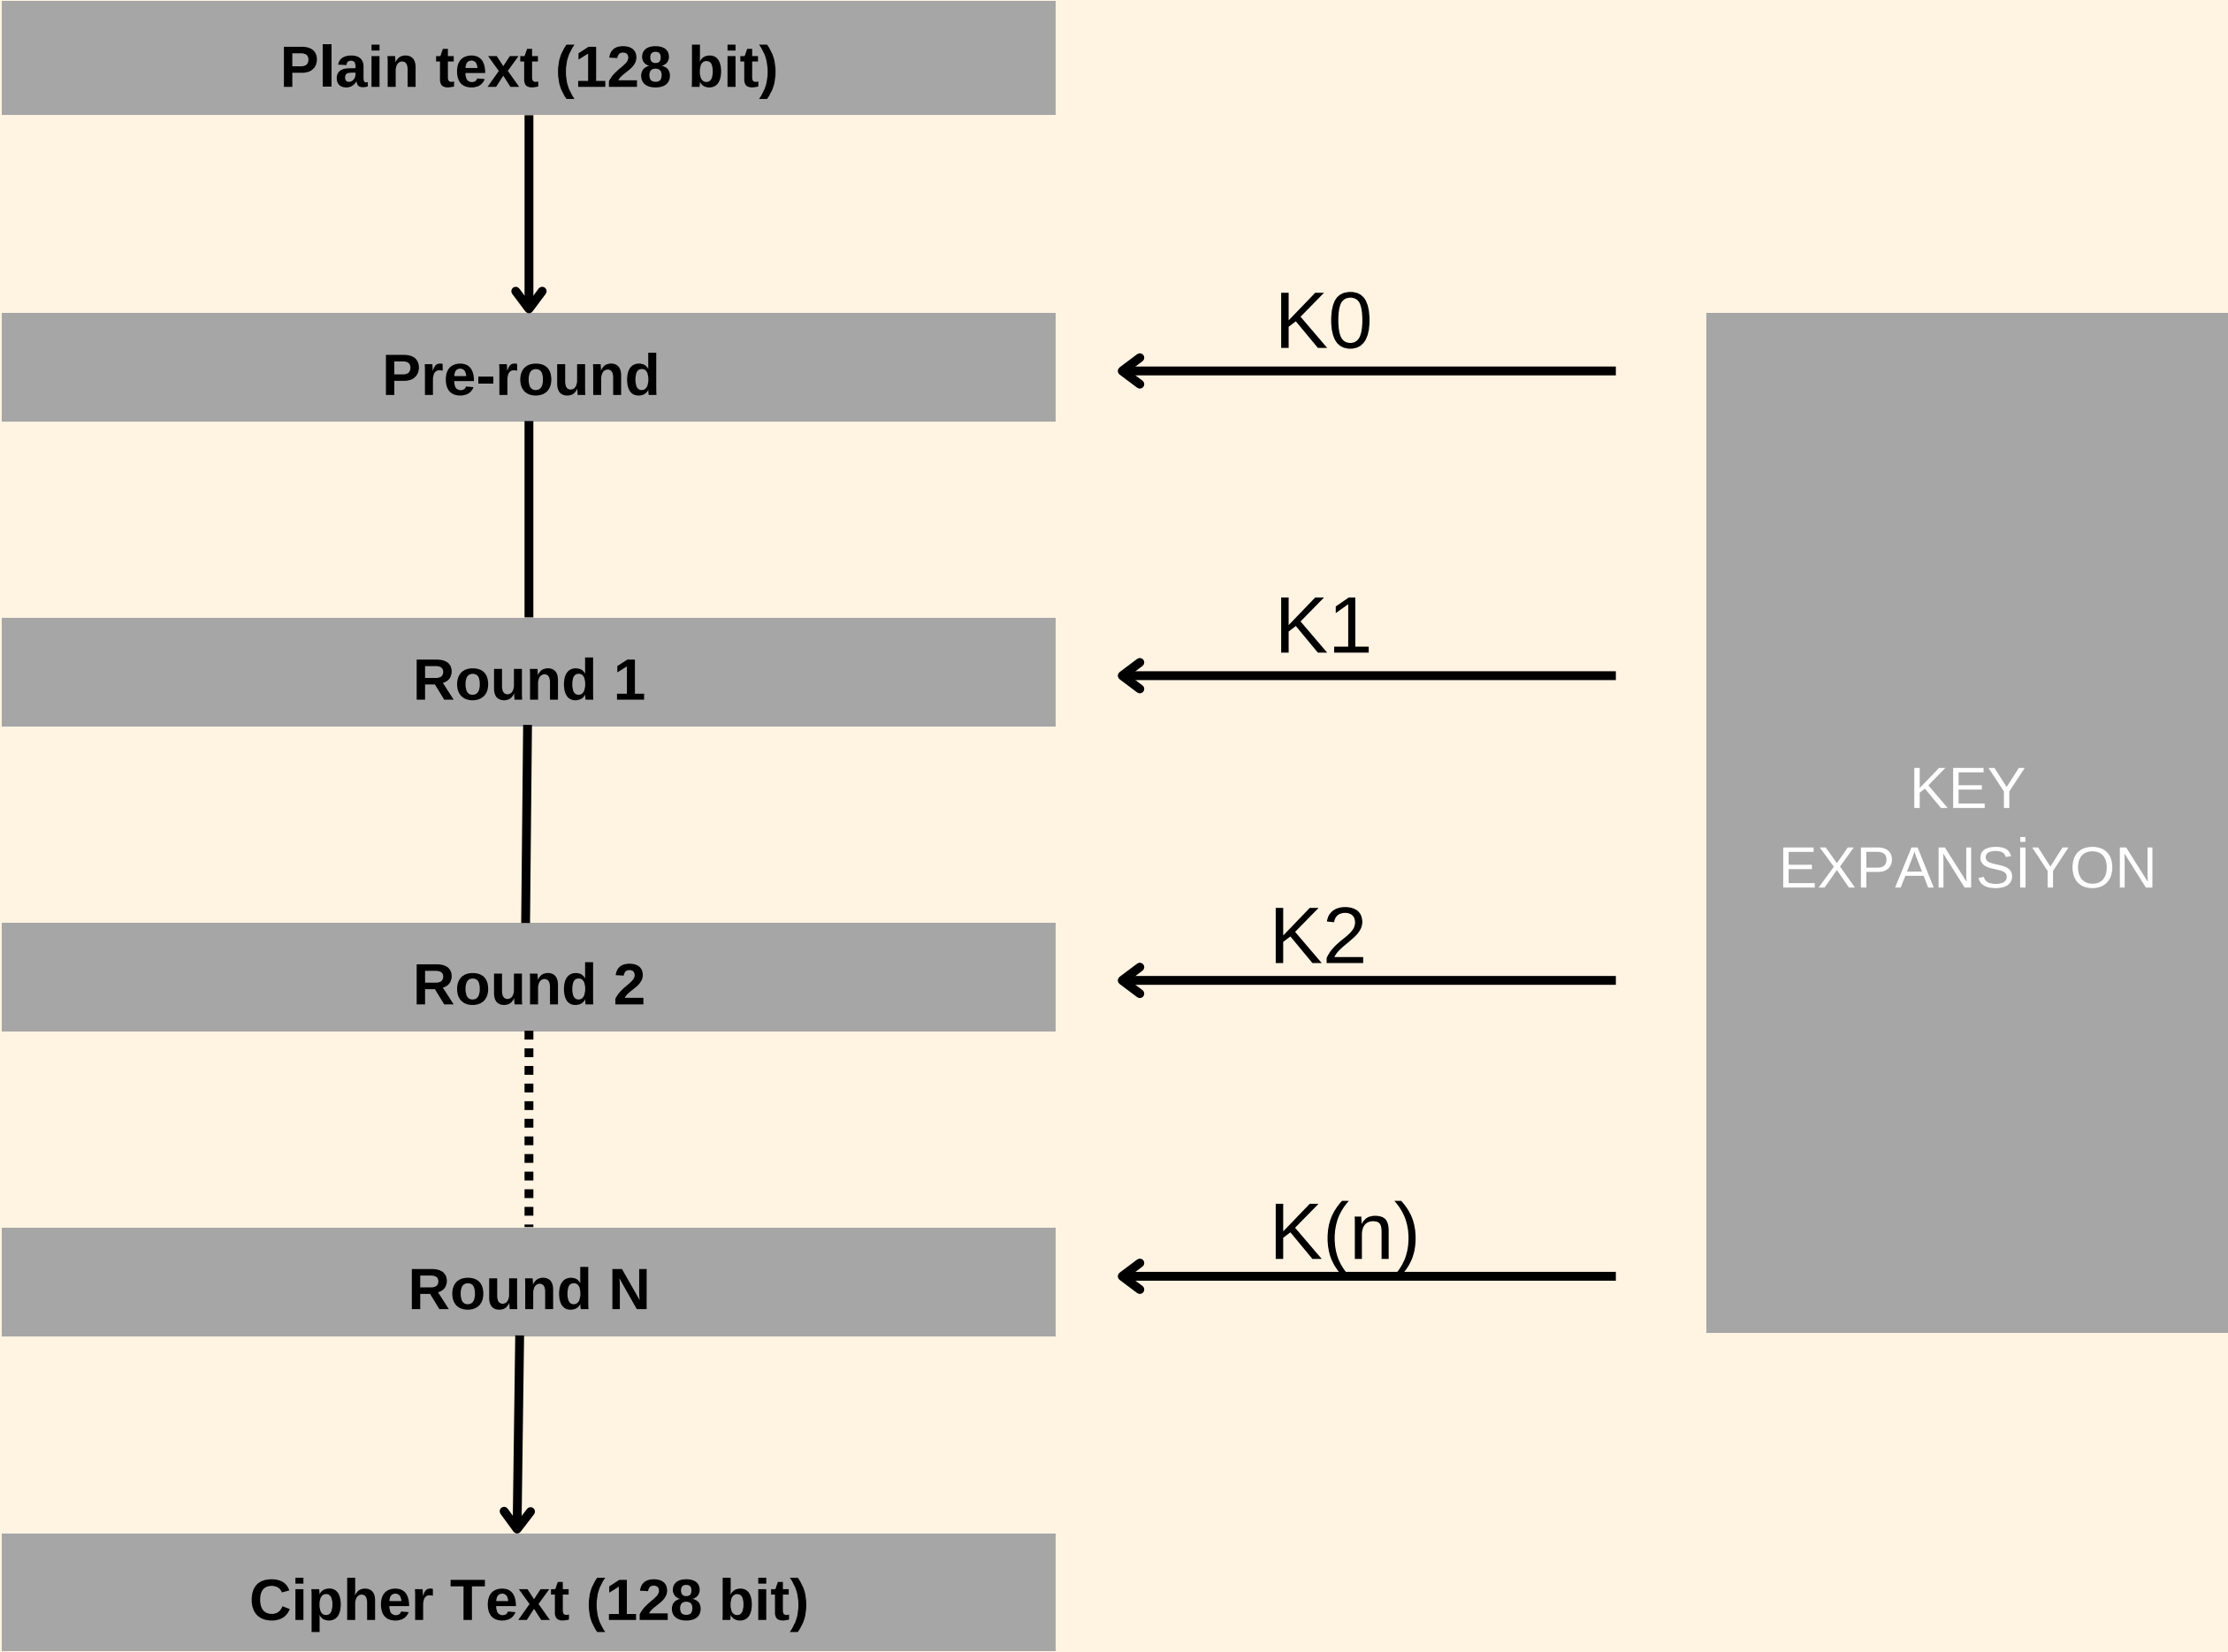 Plain text (128 bit)
Pre-round
K0
Round 1
K1
KEY
EXPANSİYON
Round 2
K2
Round N
K(n)
Cipher Text (128 bit)